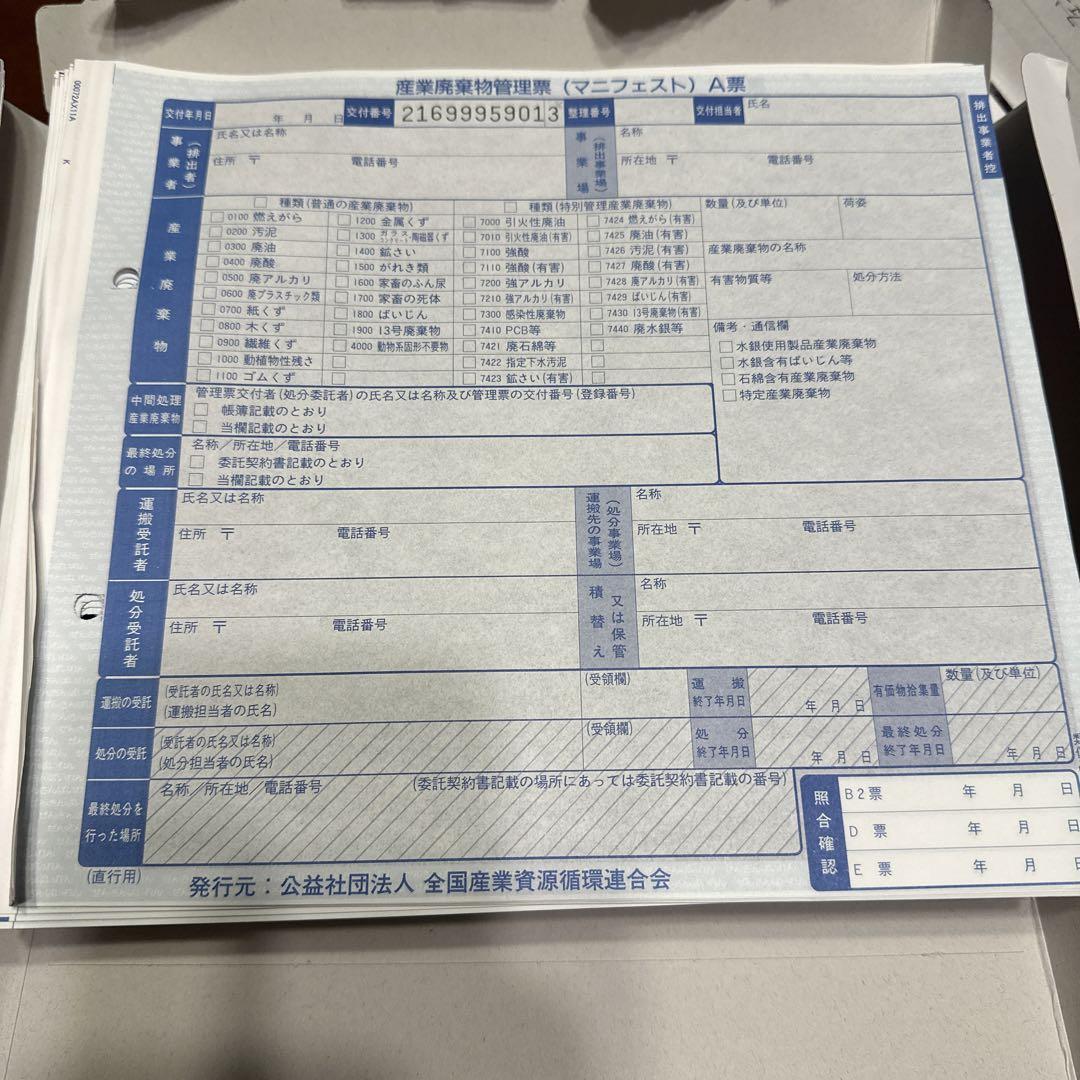 産業廃棄物管理票（マニフェスト）A票
交付年月日 年 月 日 交付番号 21699959013 整理番号 交付担当者 氏名
排出事業者控
事業者（排出者） 氏名又は名称
住所 〒 電話番号
事業場（排出事業場） 名称
所在地 〒 電話番号
産業廃棄物
種類（普通の産業廃棄物）
0100 燃えがら
0200 汚泥
0300 廃油
0400 廃酸
0500 廃アルカリ
0600 廃プラスチック類
0700 紙くず
0800 木くず
0900 繊維くず
1000 動植物性残さ
1100 ゴムくず
1200 金属くず
1300 ガラス・コンクリート・陶磁器くず
1400 鉱さい
1500 がれき類
1600 家畜のふん尿
1700 家畜の死体
1800 ばいじん
1900 13号廃棄物
4000 動物系固形不要物
種類（特別管理産業廃棄物）
7000 引火性廃油
7010 引火性廃油（有害）
7100 強酸
7110 強酸（有害）
7200 強アルカリ
7210 強アルカリ（有害）
7300 感染性廃棄物
7410 PCB等
7421 廃石綿等
7422 指定下水汚泥
7423 鉱さい（有害）
7424 燃えがら（有害）
7425 廃油（有害）
7426 汚泥（有害）
7427 廃酸（有害）
7428 廃アルカリ（有害）
7429 ばいじん（有害）
7430 13号廃棄物（有害）
7440 廃水銀等
数量（及び単位） 荷姿
産業廃棄物の名称
有害物質等 処分方法
備考・通信欄
水銀使用製品産業廃棄物
水銀含有ばいじん等
石綿含有産業廃棄物
特定産業廃棄物
中間処理産業廃棄物
管理票交付者（処分委託者）の氏名又は名称及び管理票の交付番号（登録番号）
帳簿記載のとおり
当欄記載のとおり
最終処分の場所
名称／所在地／電話番号
委託契約書記載のとおり
当欄記載のとおり
運搬受託者 氏名又は名称
住所 〒 電話番号
運搬先の事業場（処分事業場） 名称
所在地 〒 電話番号
処分受託者 氏名又は名称
住所 〒 電話番号
積替え又は保管 名称
所在地 〒 電話番号
運搬の受託
（受託者の氏名又は名称）
（運搬担当者の氏名）
（受領欄） 運搬終了年月日 年 月 日 有価物拾集量 数量（及び単位）
処分の受託
（受託者の氏名又は名称）
（処分担当者の氏名）
（受領欄） 処分終了年月日 年 月 日 最終処分終了年月日 年 月 日
最終処分を行った場所
名称／所在地／電話番号 （委託契約書記載の場所にあっては委託契約書記載の番号）
照合確認
B2票 年 月 日
D 票 年 月 日
E 票 年 月 日
（直行用）
発行元：公益社団法人 全国産業資源循環連合会
00072AX11A
K